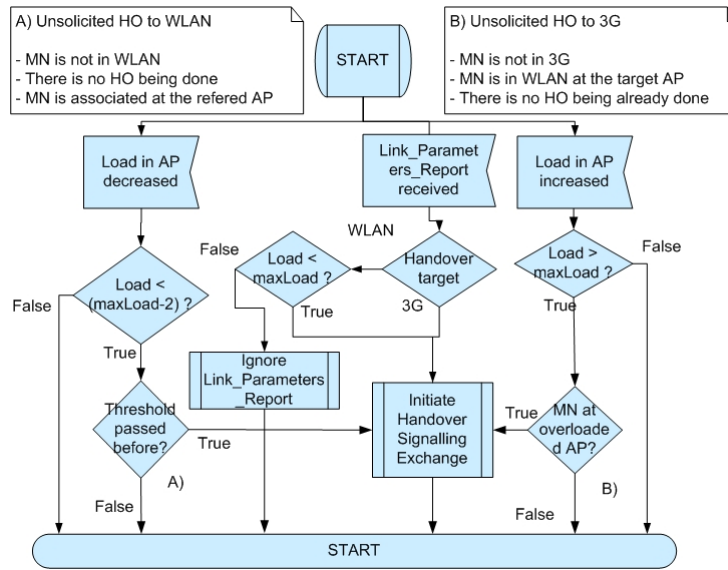 A) Unsolicited HO to WLAN
- MN is not in WLAN
- There is no HO being done
- MN is associated at the refered AP
START
B) Unsolicited HO to 3G
- MN is not in 3G
- MN is in WLAN at the target AP
- There is no HO being already done
Load in AP
decreased
Link_Paramet
ers_Report
received
Load in AP
increased
WLAN
Load <
(maxLoad-2) ?
False
True
False
Load <
maxLoad ?
True
Handover
target
3G
Load >
maxLoad ?
False
True
Ignore
Link_Parameters
_Report
Threshold
passed
before?
True
A)
False
Initiate
Handover
Signalling
Exchange
True
MN at
overloade
d AP?
B)
False
START